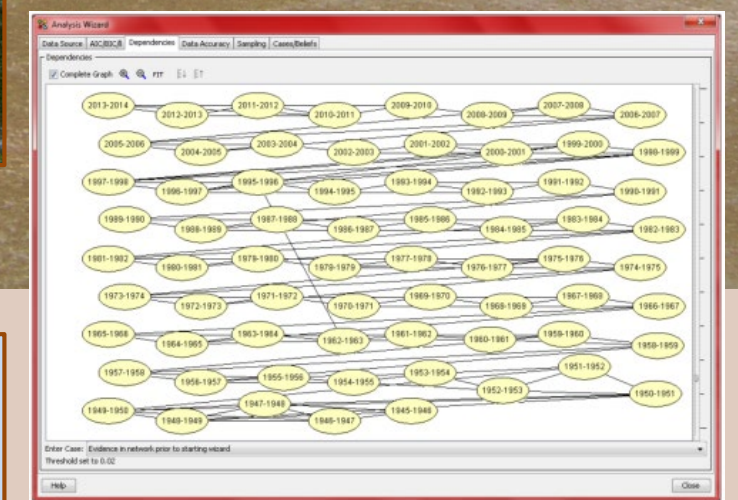 Analysis Wizard
Data Source AIC/BIC/B Dependencies Data Accuracy Sampling Cases/Beliefs
Dependencies
Complete Graph FIT
2013-2014 2012-2013 2011-2012 2010-2011 2009-2010 2008-2009 2007-2008 2006-2007
2005-2006 2004-2005 2003-2004 2002-2003 2001-2002 2000-2001 1999-2000 1998-1999
1997-1998 1996-1997 1995-1996 1994-1995 1993-1994 1992-1993 1991-1992 1990-1991
1989-1990 1988-1989 1987-1988 1986-1987 1985-1986 1984-1985 1983-1984 1982-1983
1981-1982 1980-1981 1979-1980 1978-1979 1977-1978 1976-1977 1975-1976 1974-1975
1973-1974 1972-1973 1971-1972 1970-1971 1969-1970 1968-1969 1967-1968 1966-1967
1965-1966 1964-1965 1963-1964 1962-1963 1961-1962 1960-1961 1959-1960 1958-1959
1957-1958 1956-1957 1955-1956 1954-1955 1953-1954 1952-1953 1951-1952 1950-1951
1949-1950 1948-1949 1947-1948 1946-1947 1945-1946
Enter Case: Evidence in network prior to starting wizard
Threshold set to 0.02
Help Close